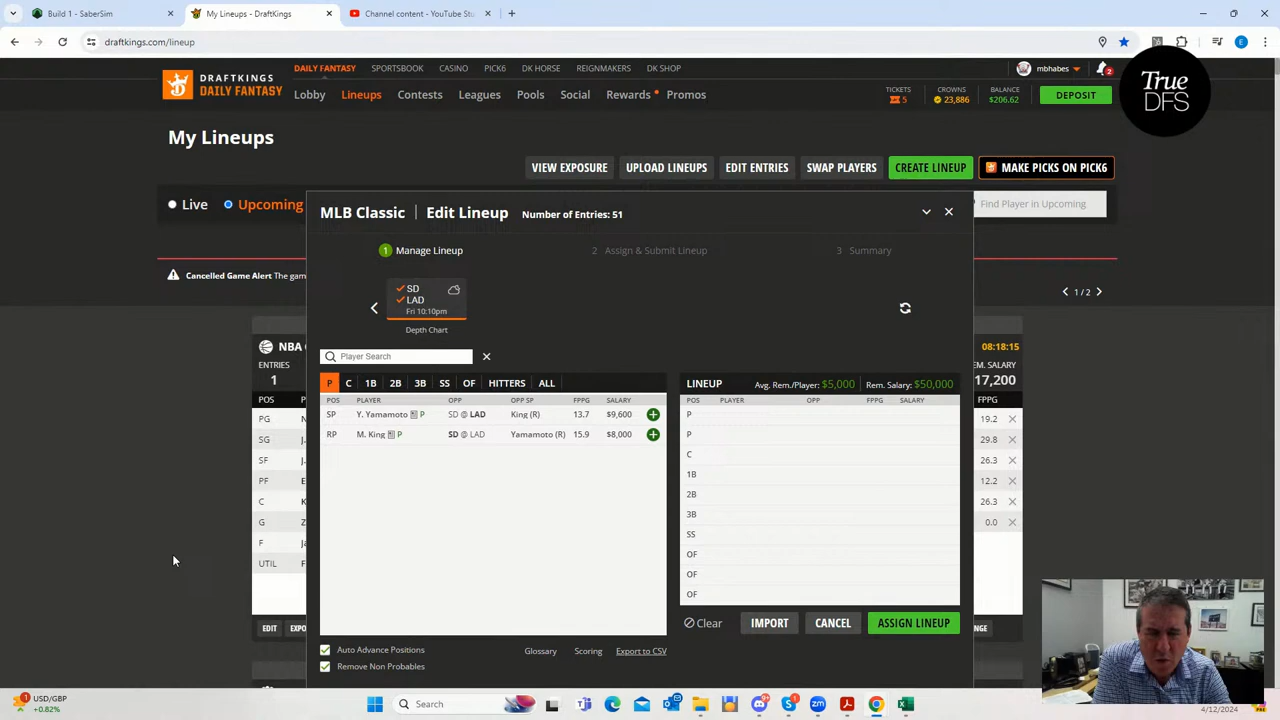 Build 1 - SaberSim
My Lineups - DraftKings
Channel content - YouTube Stu
draftkings.com/lineup
DRAFTKINGS
DAILY FANTASY
DAILY FANTASY SPORTSBOOK CASINO PICK6 DK HORSE REIGNMAKERS DK SHOP
mbhabes
2
Lobby Lineups Contests Leagues Pools Social Rewards Promos
TICKETS
5
CROWNS
23,886
BALANCE
$206.62
DEPOSIT
True
DFS
My Lineups
VIEW EXPOSURE UPLOAD LINEUPS EDIT ENTRIES SWAP PLAYERS CREATE LINEUP MAKE PICKS ON PICK6
Live Upcoming
Find Player in Upcoming
MLB Classic | Edit Lineup Number of Entries: 51
1 Manage Lineup 2 Assign & Submit Lineup 3 Summary
Cancelled Game Alert The gam
1 / 2
SD
LAD
Fri 10:10pm
Depth Chart
Player Search
P C 1B 2B 3B SS OF HITTERS ALL
POS PLAYER OPP OPP SP FPPG SALARY
SP Y. Yamamoto P SD @ LAD King (R) 13.7 $9,600
RP M. King P SD @ LAD Yamamoto (R) 15.9 $8,000
LINEUP Avg. Rem./Player: $5,000 Rem. Salary: $50,000
POS PLAYER OPP FPPG SALARY
P
P
C
1B
2B
3B
SS
OF
OF
OF
Clear IMPORT CANCEL ASSIGN LINEUP
Auto Advance Positions
Remove Non Probables
Glossary Scoring Export to CSV
NBA
ENTRIES
1
POS
PG
SG
SF
PF
C
G
F
UTIL
EDIT
08:18:15
EM. SALARY
17,200
FPPG
19.2
29.8
26.3
12.2
26.3
0.0
USD/GBP
+0.82%
Search
4/12/2024